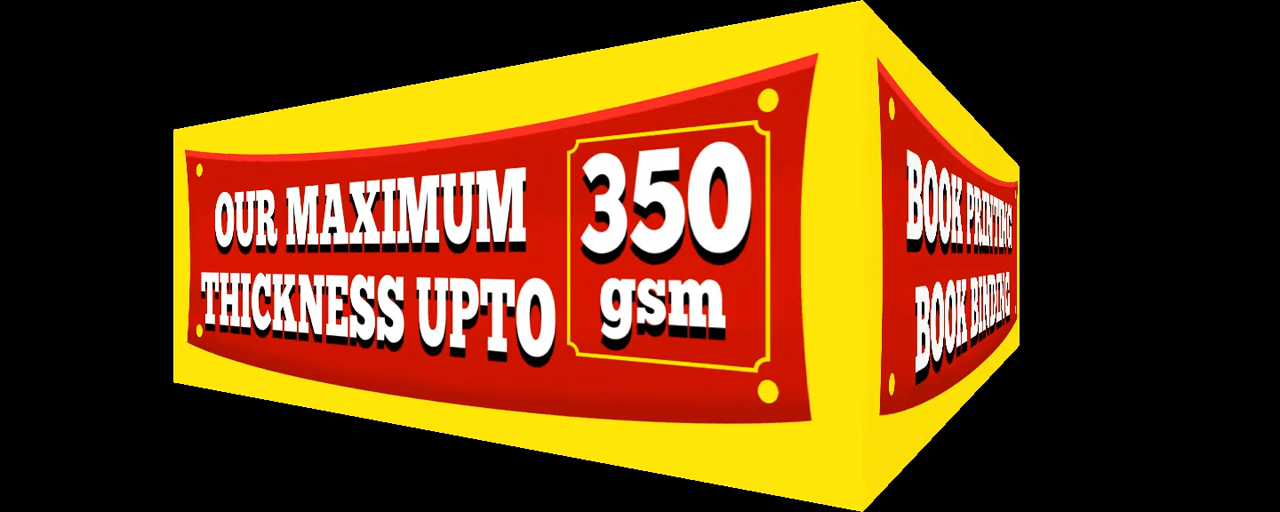 OUR MAXIMUM
THICKNESS UPTO
350
gsm
BOOK PRINTING
BOOK BINDING